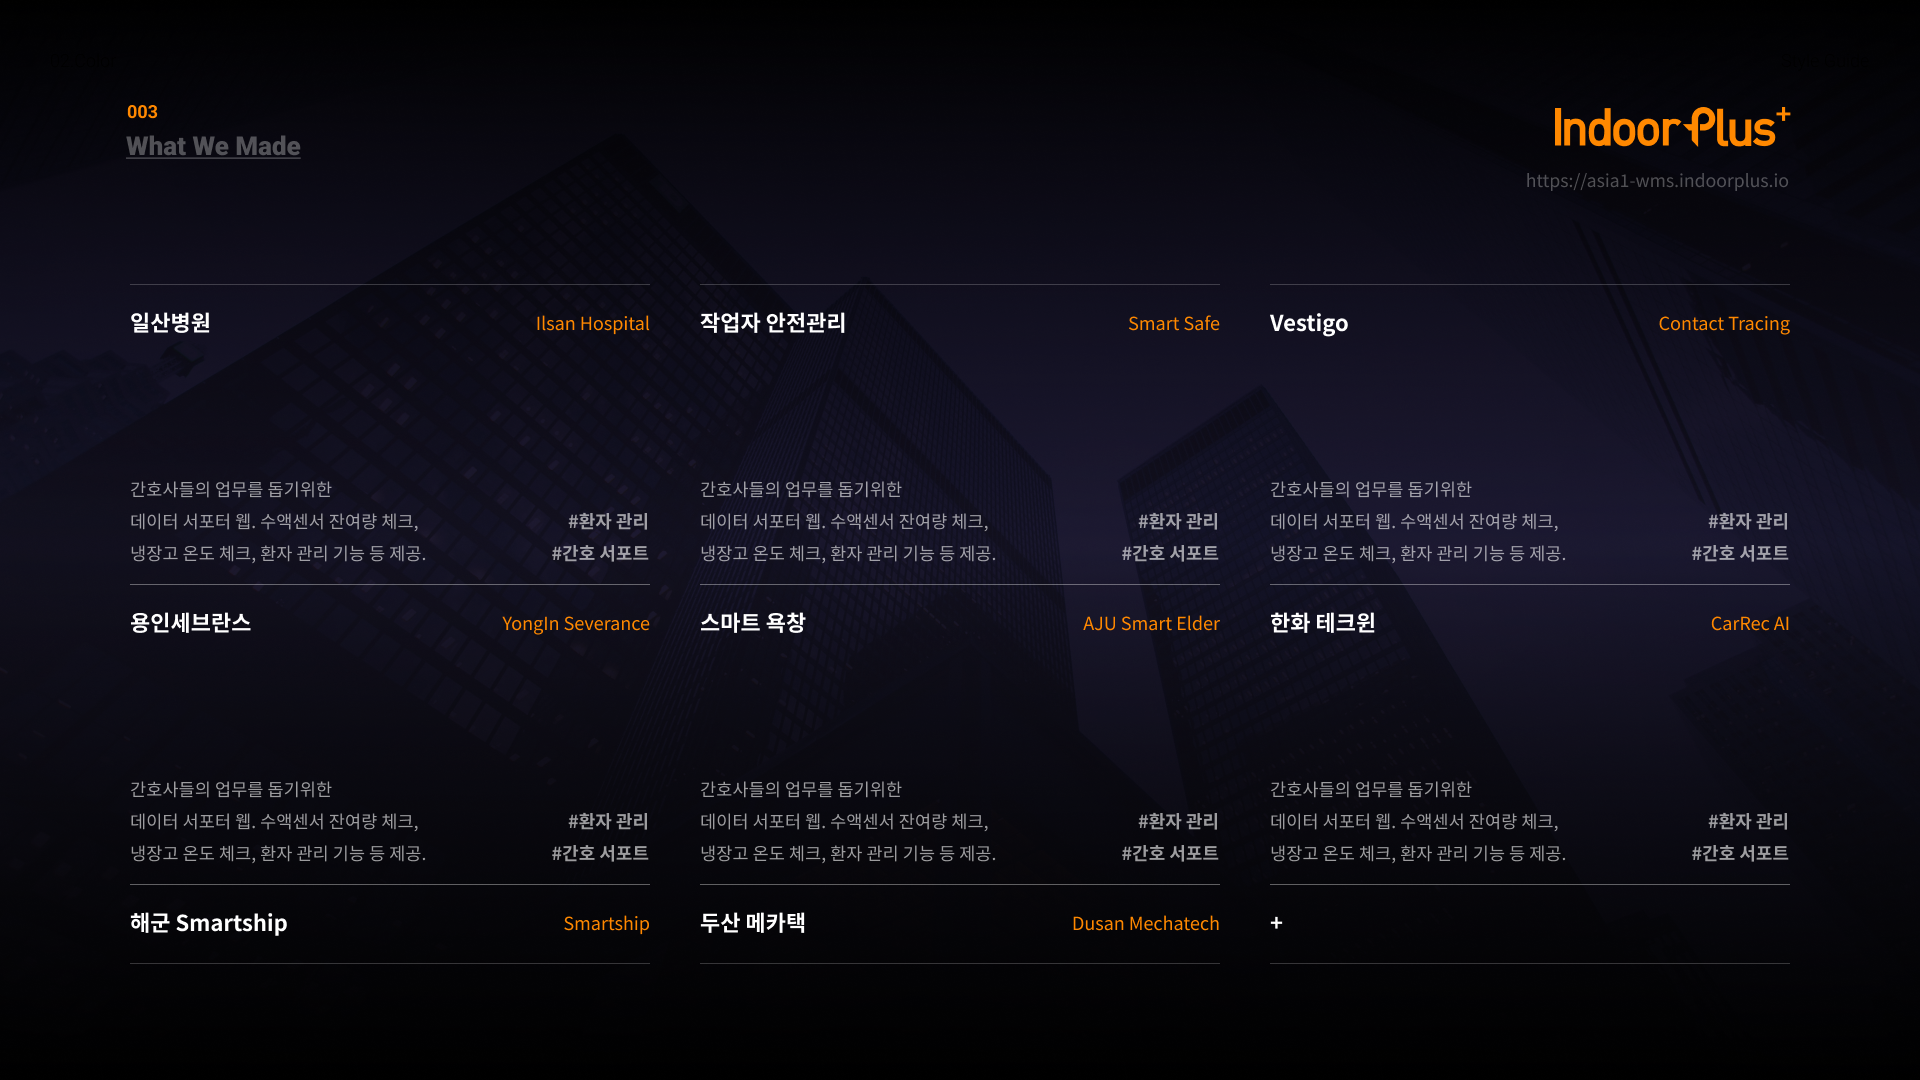 003
What We Made
Indoor Plus+
https://asia1-wms.indoorplus.io
일산병원 Ilsan Hospital
간호사들의 업무를 돕기위한
데이터 서포터 웹. 수액센서 잔여량 체크, #환자 관리
냉장고 온도 체크, 환자 관리 기능 등 제공. #간호 서포트
작업자 안전관리 Smart Safe
간호사들의 업무를 돕기위한
데이터 서포터 웹. 수액센서 잔여량 체크, #환자 관리
냉장고 온도 체크, 환자 관리 기능 등 제공. #간호 서포트
Vestigo Contact Tracing
간호사들의 업무를 돕기위한
데이터 서포터 웹. 수액센서 잔여량 체크, #환자 관리
냉장고 온도 체크, 환자 관리 기능 등 제공. #간호 서포트
용인세브란스 YongIn Severance
간호사들의 업무를 돕기위한
데이터 서포터 웹. 수액센서 잔여량 체크, #환자 관리
냉장고 온도 체크, 환자 관리 기능 등 제공. #간호 서포트
스마트 욕창 AJU Smart Elder
간호사들의 업무를 돕기위한
데이터 서포터 웹. 수액센서 잔여량 체크, #환자 관리
냉장고 온도 체크, 환자 관리 기능 등 제공. #간호 서포트
한화 테크윈 CarRec AI
간호사들의 업무를 돕기위한
데이터 서포터 웹. 수액센서 잔여량 체크, #환자 관리
냉장고 온도 체크, 환자 관리 기능 등 제공. #간호 서포트
해군 Smartship Smartship
두산 메카택 Dusan Mechatech
+